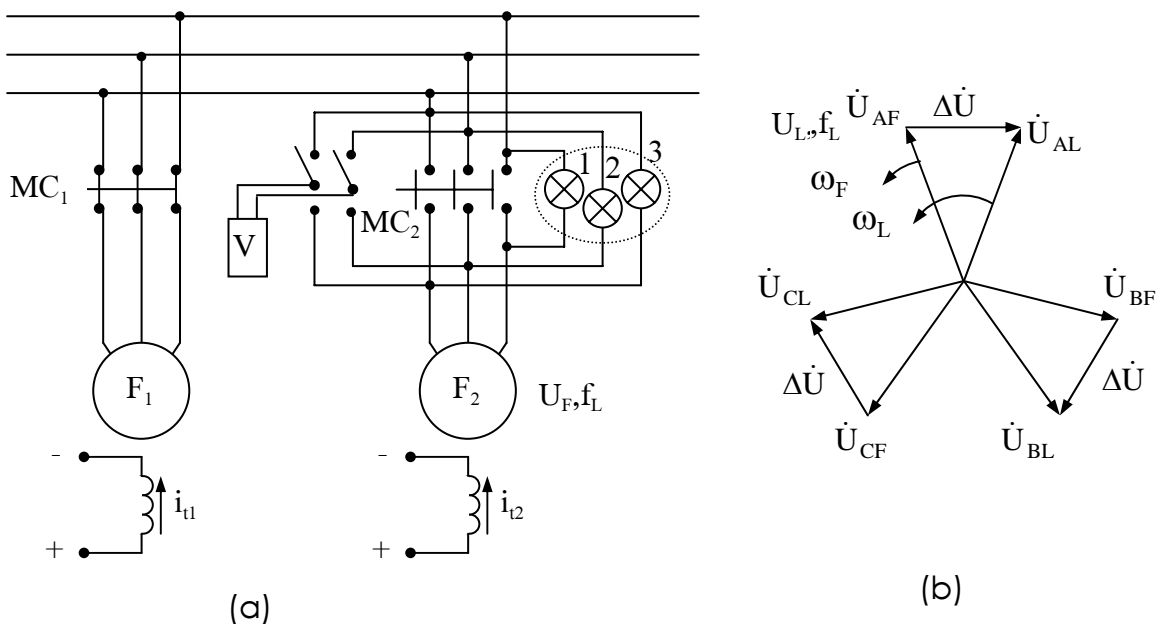 MC₁
V
MC₂
1
2
3
F₁
F₂
U_F,f_L
-
i_t1
+
-
i_t2
+
(a)
U_L,,f_L
U̇_AF
ΔU̇
U̇_AL
ω_F
ω_L
U̇_CL
U̇_BF
ΔU̇
ΔU̇
U̇_CF
U̇_BL
(b)